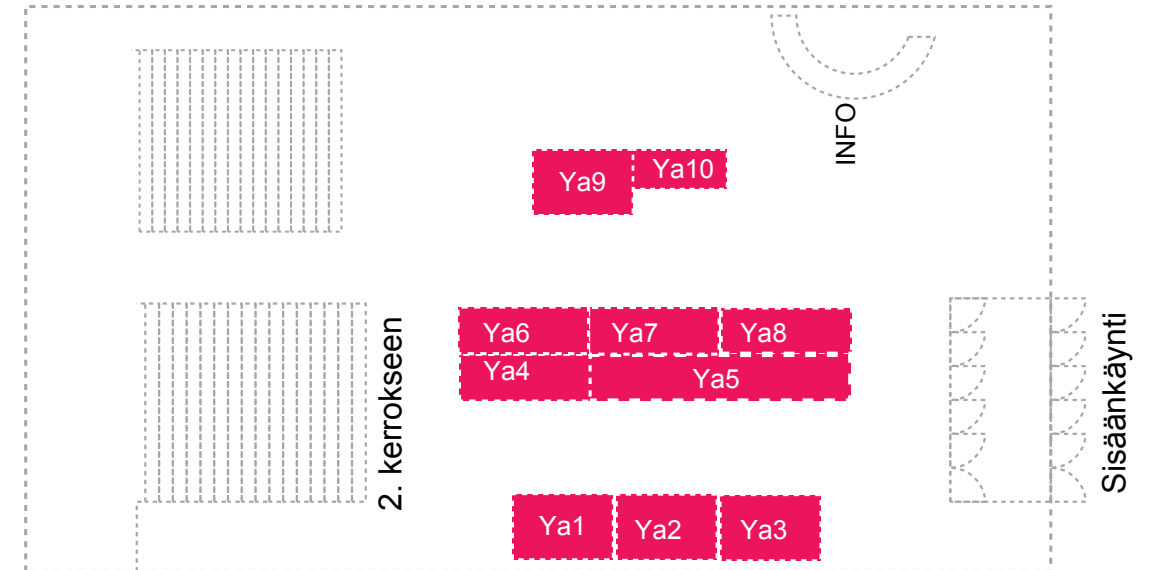 INFO
Ya9
Ya10
Ya6
Ya7
Ya8
Ya4
Ya5
2. kerrokseen
Sisäänkäynti
Ya1
Ya2
Ya3